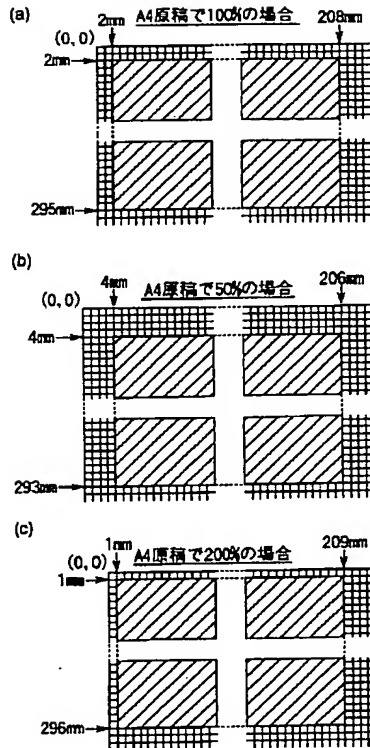 (a)
A4原稿で100%の場合
2mm
208mm
(0, 0)
2mm
295mm
(b)
A4原稿で50%の場合
4mm
206mm
(0, 0)
4mm
293mm
(c)
A4原稿で200%の場合
1mm
209mm
(0, 0)
1mm
296mm